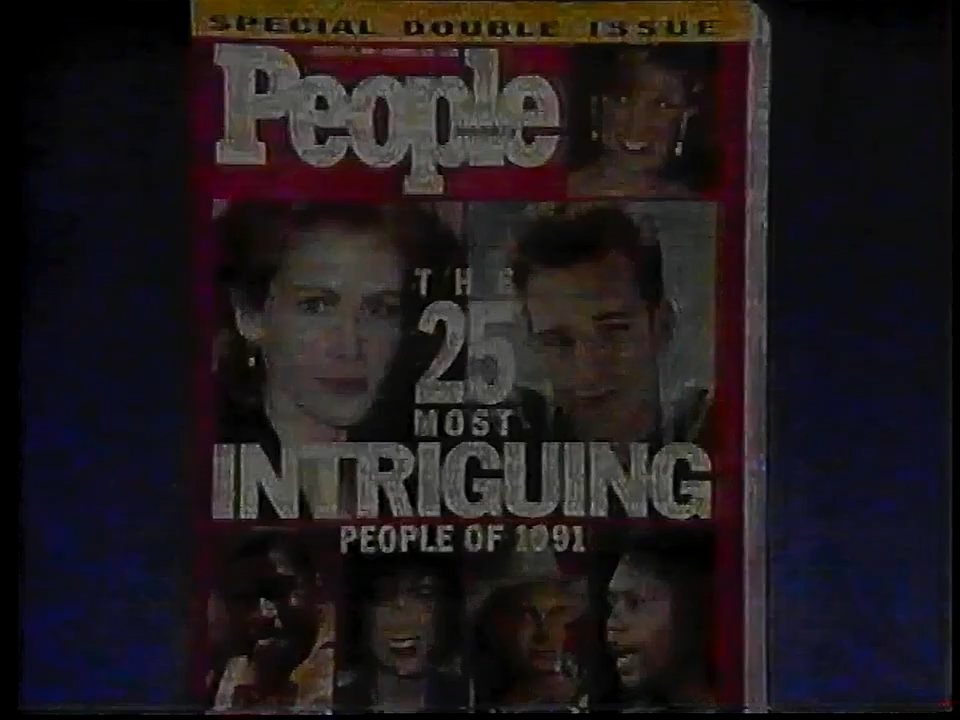 SPECIAL DOUBLE ISSUE
People
THE
25
MOST
INTRIGUING
PEOPLE OF 1991